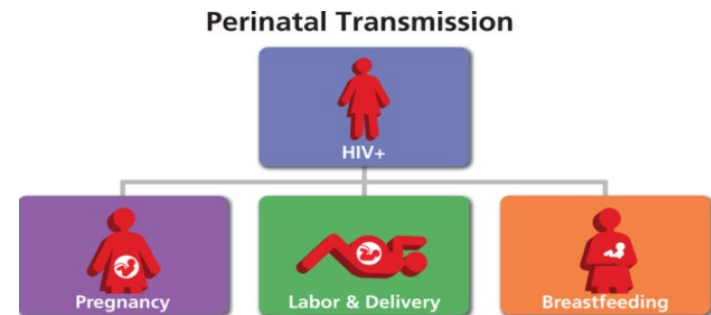 Perinatal Transmission
HIV+
Pregnancy
Labor & Delivery
Breastfeeding